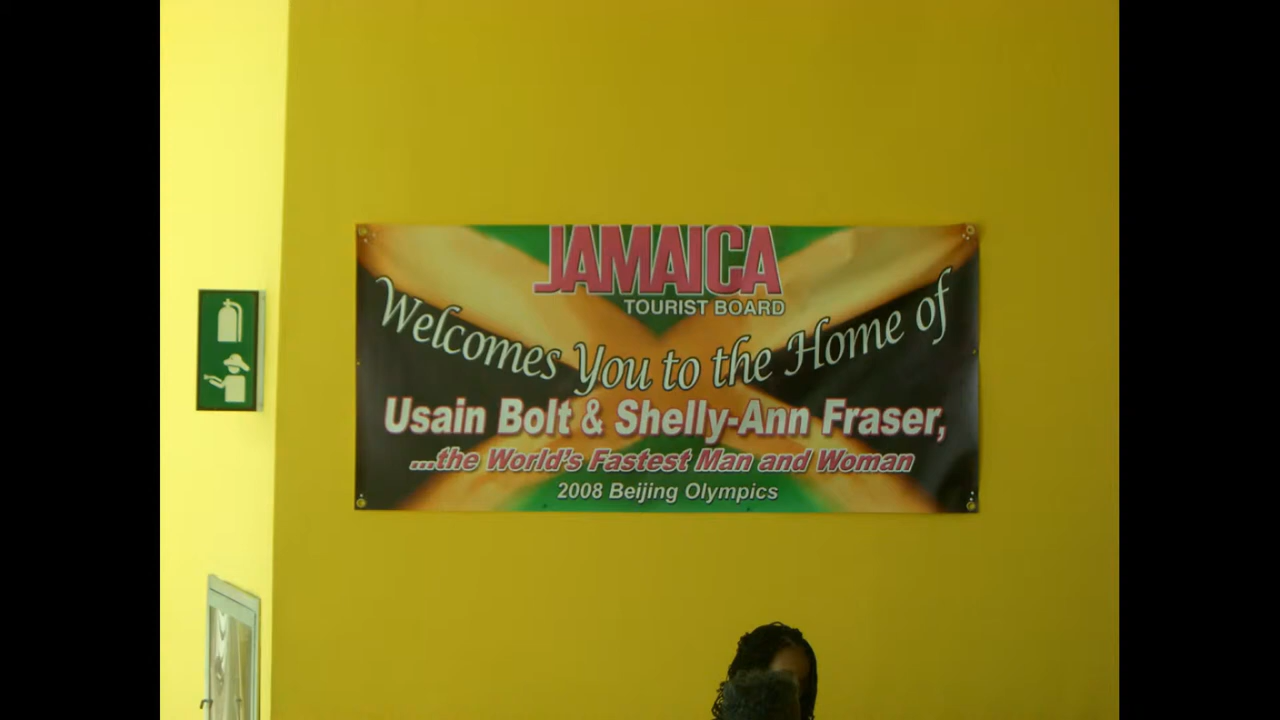 JAMAICA
TOURIST BOARD
Welcomes You to the Home of
Usain Bolt & Shelly-Ann Fraser,
...the World's Fastest Man and Woman
2008 Beijing Olympics